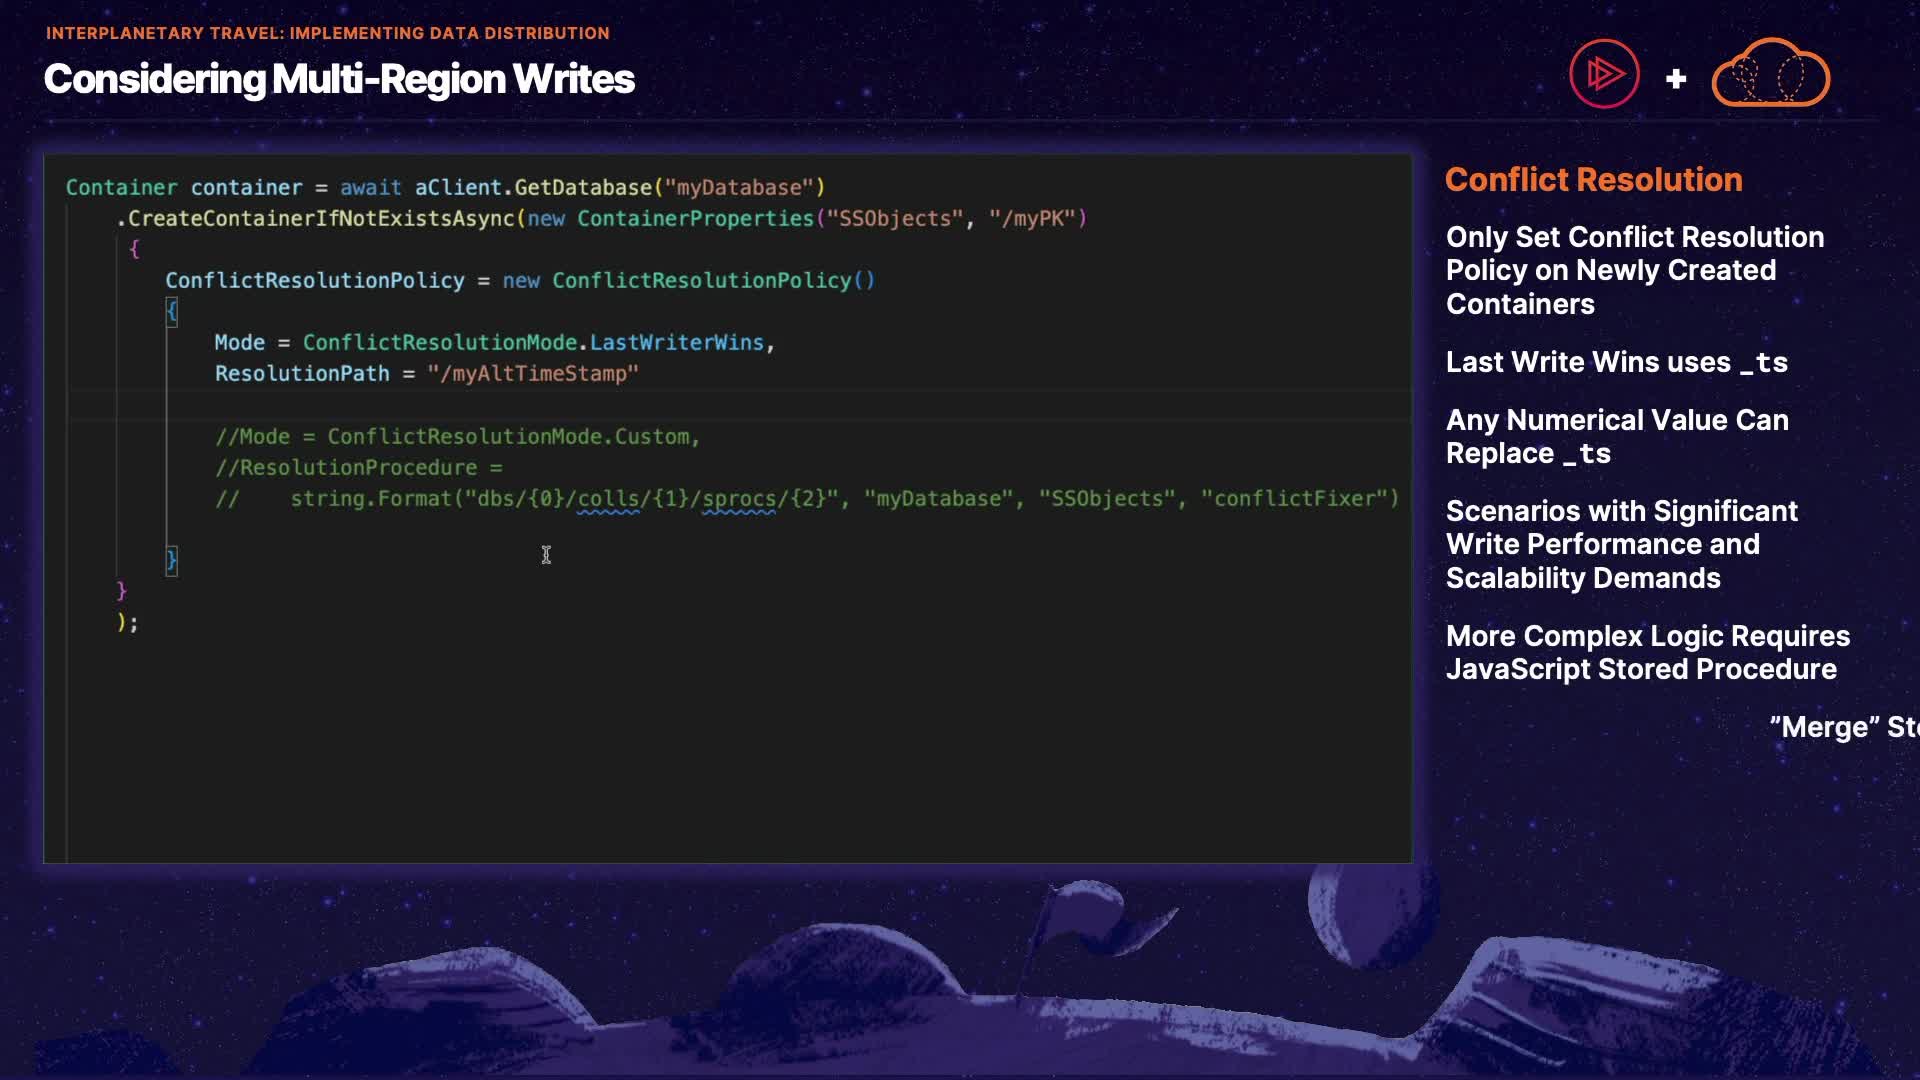 INTERPLANETARY TRAVEL: IMPLEMENTING DATA DISTRIBUTION
Considering Multi-Region Writes
Container container = await aClient.GetDatabase("myDatabase")
.CreateContainerIfNotExistsAsync(new ContainerProperties("SSObjects", "/myPK")
{
ConflictResolutionPolicy = new ConflictResolutionPolicy()
{
Mode = ConflictResolutionMode.LastWriterWins,
ResolutionPath = "/myAltTimeStamp"
//Mode = ConflictResolutionMode.Custom,
//ResolutionProcedure =
//    string.Format("dbs/{0}/colls/{1}/sprocs/{2}", "myDatabase", "SSObjects", "conflictFixer")
}
}
);
Conflict Resolution
Only Set Conflict Resolution
Policy on Newly Created
Containers
Last Write Wins uses _ts
Any Numerical Value Can
Replace _ts
Scenarios with Significant
Write Performance and
Scalability Demands
More Complex Logic Requires
JavaScript Stored Procedure
”Merge”